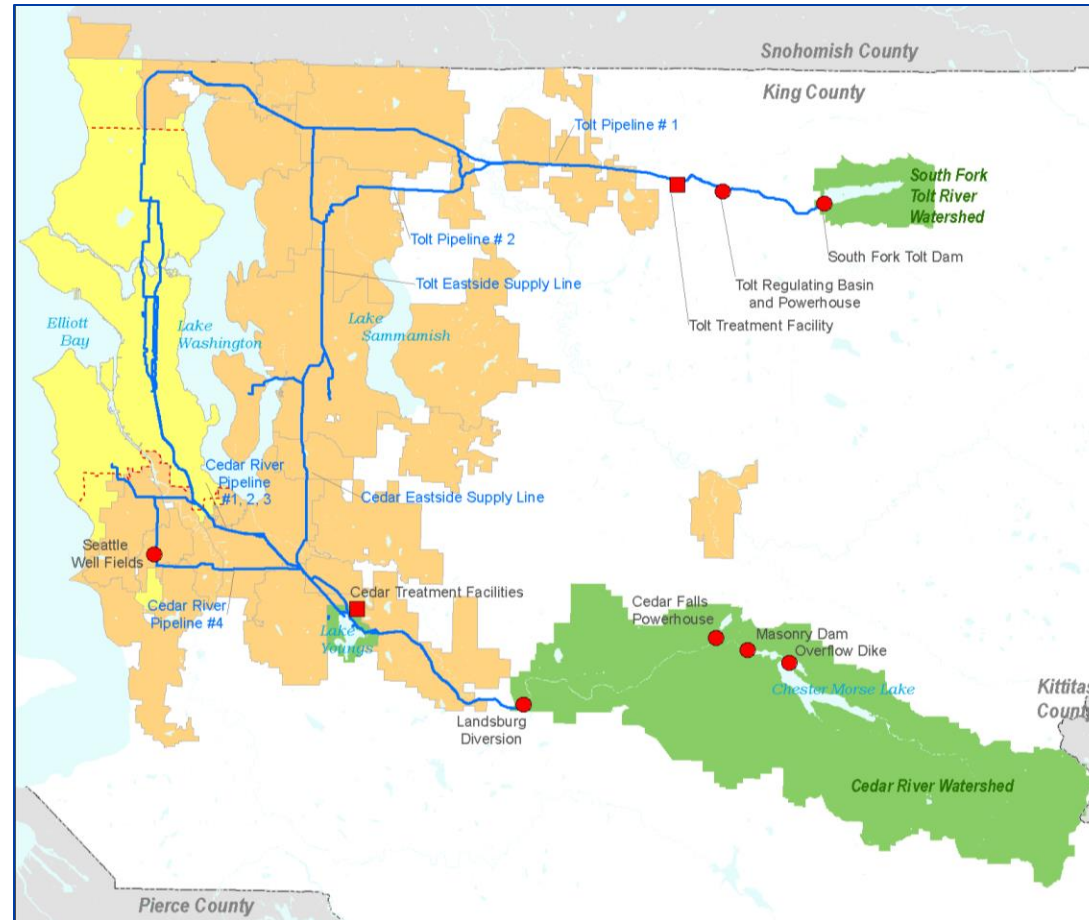 Snohomish County
King County
Tolt Pipeline # 1
South Fork
Tolt River
Watershed
Tolt Pipeline # 2
South Fork Tolt Dam
Tolt Eastside Supply Line
Tolt Regulating Basin
and Powerhouse
Tolt Treatment Facility
Elliott
Bay
Lake
Washington
Lake
Sammamish
Cedar River
Pipeline
#1, 2, 3
Cedar Eastside Supply Line
Seattle
Well Fields
Cedar River
Pipeline #4
Cedar Treatment Facilities
Lake
Youngs
Cedar Falls
Powerhouse
Masonry Dam
Overflow Dike
Chester Morse Lake
Kittitas
County
Landsburg
Diversion
Cedar River Watershed
Pierce County